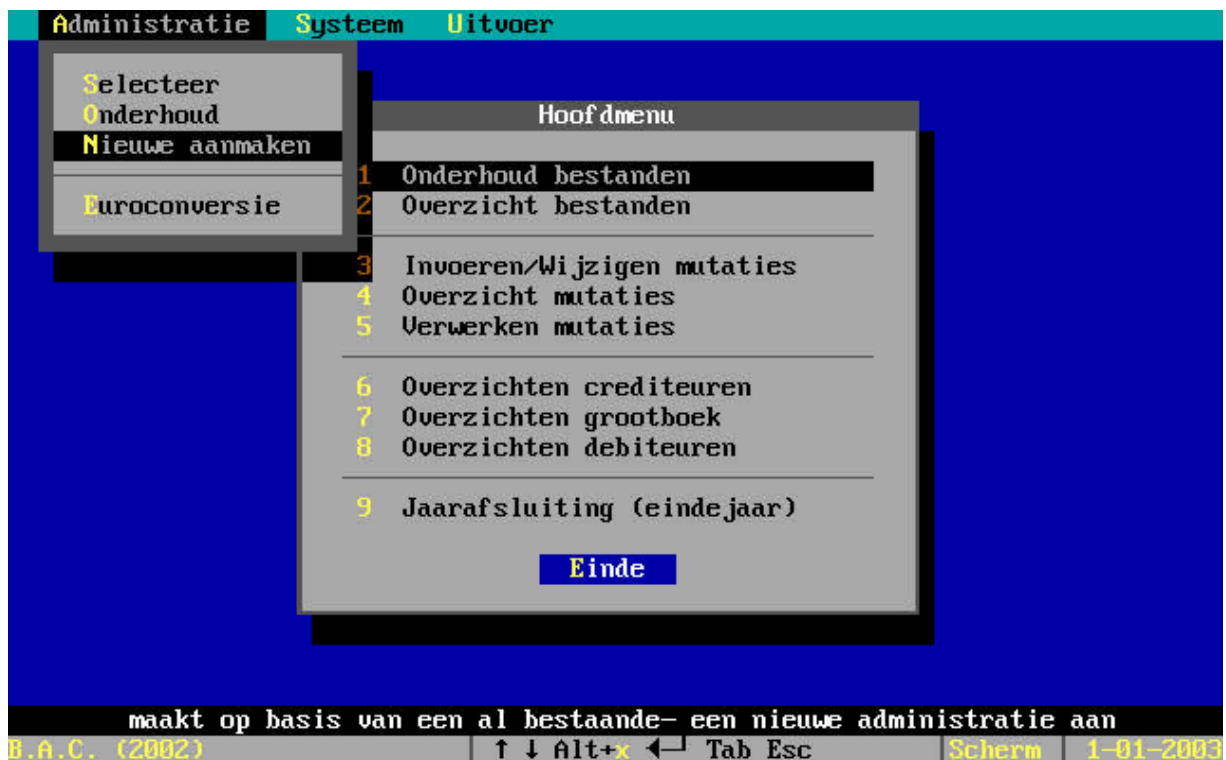 Administratie Systeem Uitvoer
Selecteer
Onderhoud
Nieuwe aanmaken
Euroconversie
Hoofdmenu
1 Onderhoud bestanden
2 Overzicht bestanden
3 Invoeren/Wijzigen mutaties
4 Overzicht mutaties
5 Verwerken mutaties
6 Overzichten crediteuren
7 Overzichten grootboek
8 Overzichten debiteuren
9 Jaarafsluiting (eindejaar)
Einde
maakt op basis van een al bestaande- een nieuwe administratie aan
B.A.C. (2002) ↑ ↓ Alt+x ◄┘ Tab Esc Scherm 1-01-2003